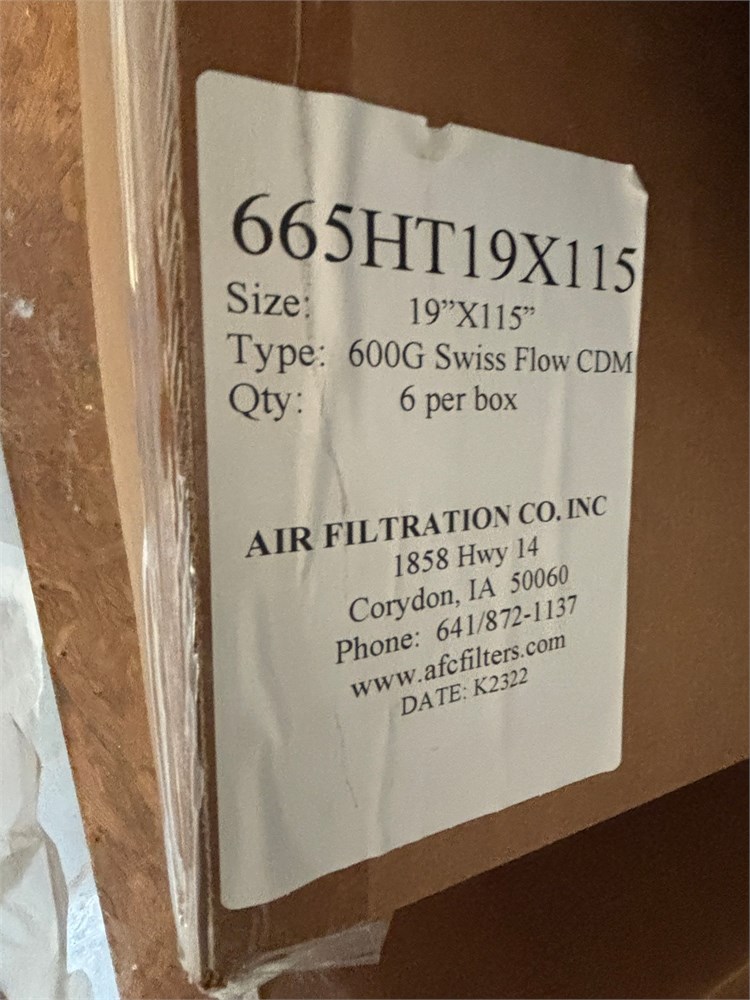 665HT19X115
Size: 19”X115”
Type: 600G Swiss Flow CDM
Qty: 6 per box
AIR FILTRATION CO. INC
1858 Hwy 14
Corydon, IA 50060
Phone: 641/872-1137
www.afcfilters.com
DATE: K2322